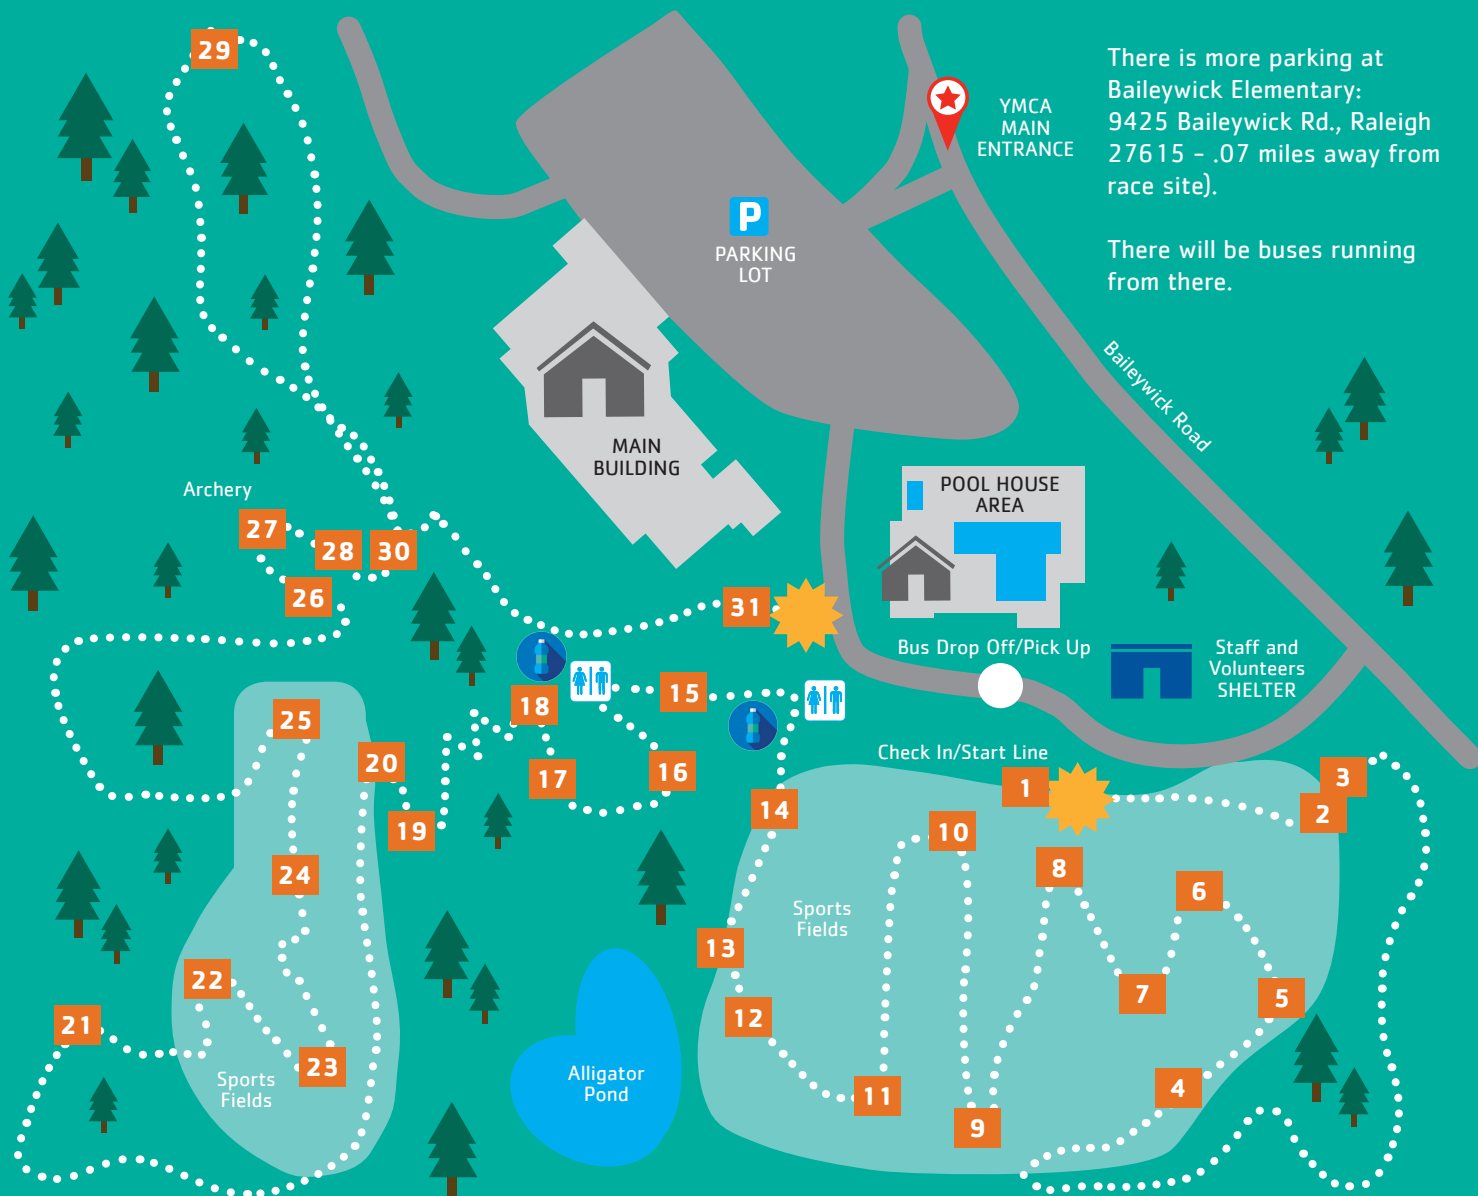 29
There is more parking at
Baileywick Elementary:
9425 Baileywick Rd., Raleigh
27615 - .07 miles away from
race site).
There will be buses running
from there.
YMCA
MAIN
ENTRANCE
P
PARKING
LOT
Baileywick Road
MAIN
BUILDING
POOL HOUSE
AREA
Archery
27
28
30
26
31
Bus Drop Off/Pick Up
Staff and
Volunteers
SHELTER
15
18
25
20
17
16
Check In/Start Line
1
3
2
14
19
10
8
6
24
Sports
Fields
13
22
7
5
12
21
23
Sports
Fields
Alligator
Pond
11
4
9